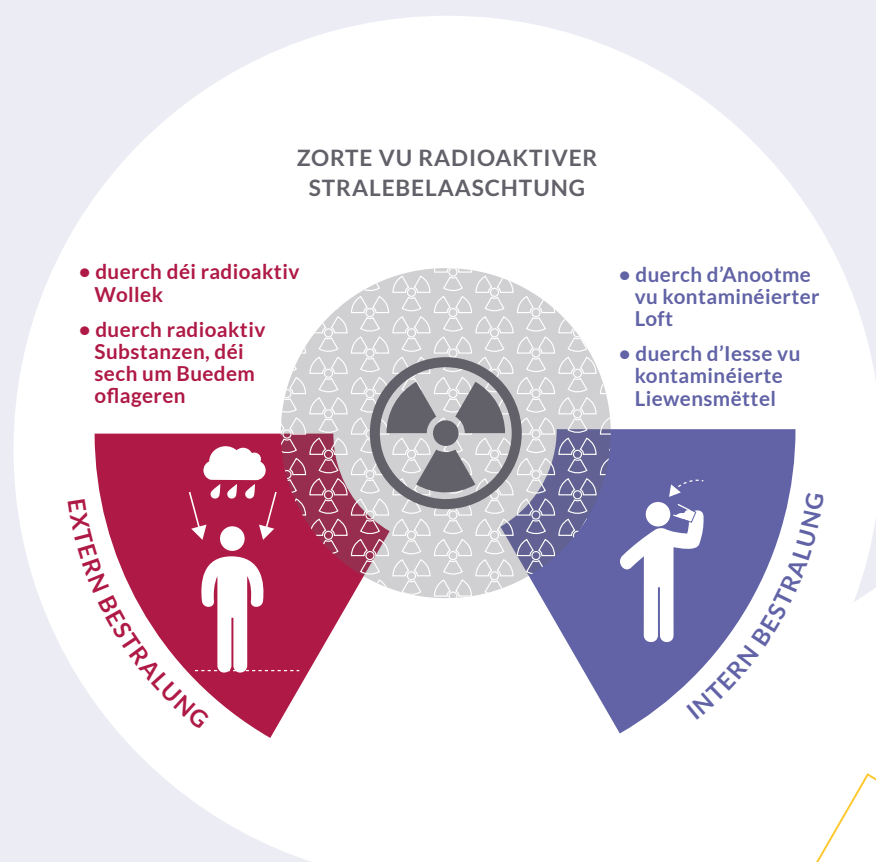 ZORTE VU RADIOAKTIVER
STRALEBELAASCHTUNG
• duerch déi radioaktiv
Wollek
• duerch radioaktiv
Substanzen, déi
sech um Buedem
oflageren
• duerch d’Anootme
vu kontaminéierter
Loft
• duerch d’Iesse vu
kontaminéierte
Liewensmëttel
EXTERN BESTRALUNG
INTERN BESTRALUNG